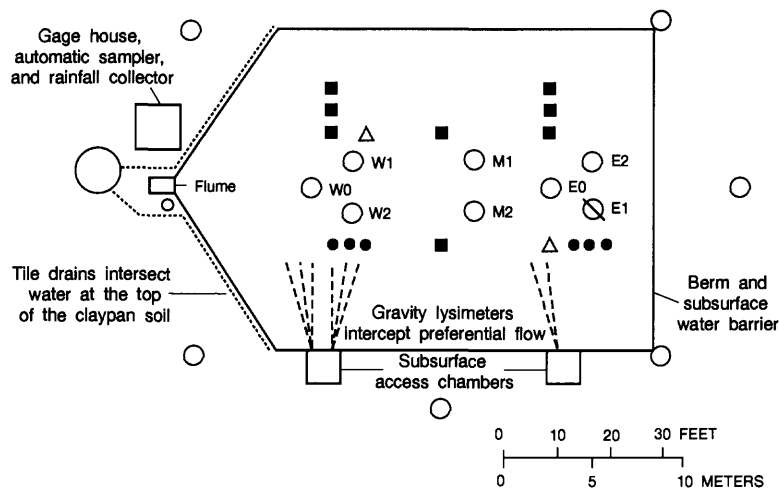 Gage house,
automatic sampler,
and rainfall collector
W1
M1
E2
Flume
W0
E0
W2
M2
E1
Tile drains intersect
water at the top
of the claypan soil
Gravity lysimeters
intercept preferential flow
Berm and
subsurface
water barrier
Subsurface
access chambers
0 10 20 30 FEET
0 5 10 METERS